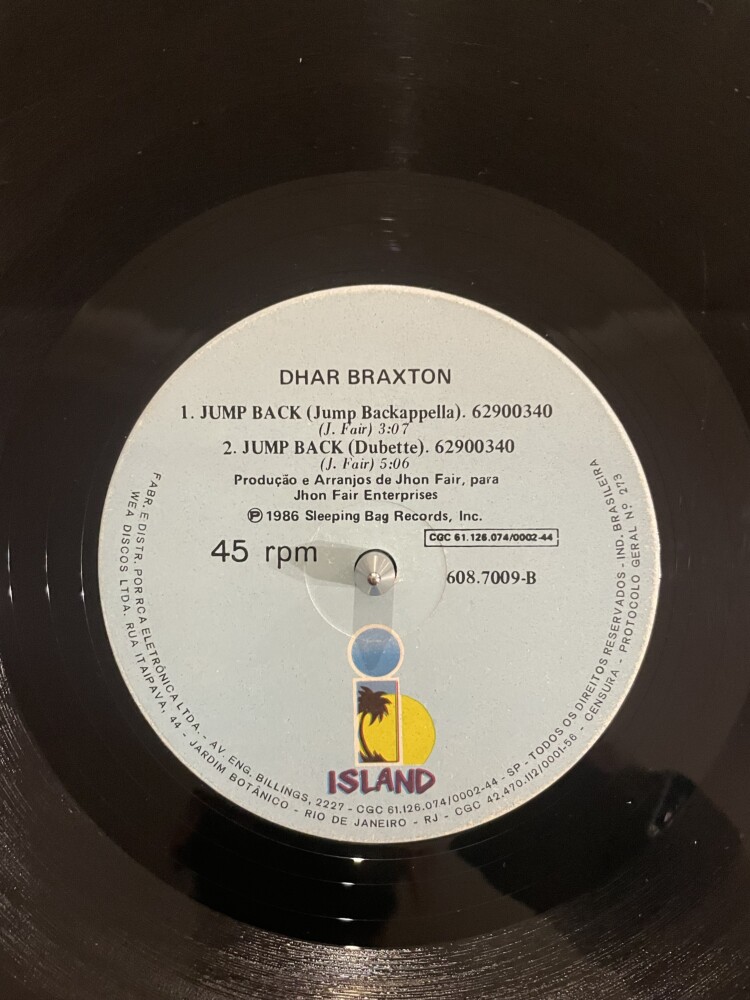 DHAR BRAXTON
1. JUMP BACK (Jump Backappella). 62900340
(J. Fair) 3:07
2. JUMP BACK (Dubette). 62900340
(J. Fair) 5:06
Produção e Arranjos de Jhon Fair, para
Jhon Fair Enterprises
Ⓟ 1986 Sleeping Bag Records, Inc.
CGC 61.126.074/0002-44
45 rpm
608.7009-B
ISLAND
FABR. E DISTR. POR RCA ELETRÔNICA LTDA. - AV. ENG. BILLINGS, 2227 - CGC 61.126.074/0002-44 - SP - TODOS OS DIREITOS RESERVADOS - IND. BRASILEIRA
WEA DISCOS LTDA. RUA ITAIPAVA, 44 - JARDIM BOTÂNICO - RIO DE JANEIRO - RJ - CGC 42.470.112/0001-56 - CENSURA - PROTOCOLO GERAL Nº 273